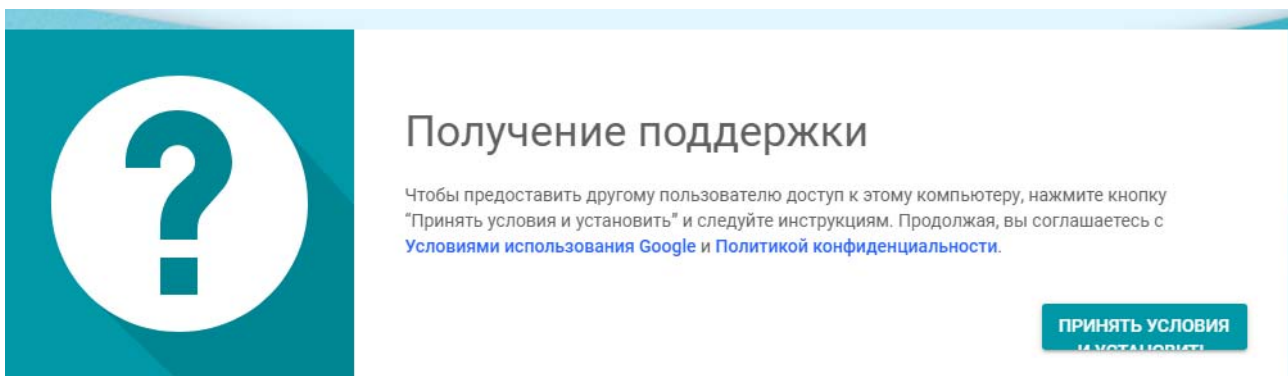 Получение поддержки
Чтобы предоставить другому пользователю доступ к этому компьютеру, нажмите кнопку
“Принять условия и установить” и следуйте инструкциям. Продолжая, вы соглашаетесь с
Условиями использования Google и Политикой конфиденциальности.
ПРИНЯТЬ УСЛОВИЯ
И УСТАНОВИТЬ